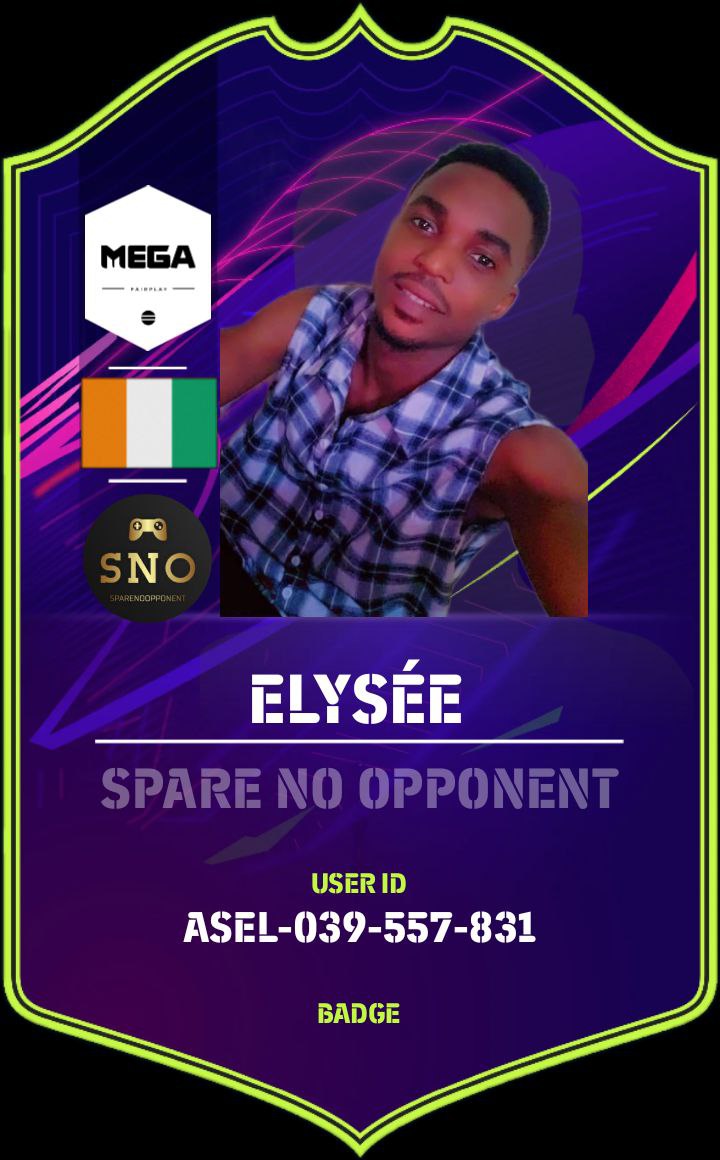 MEGA
FAIRPLAY
SNO
SPARENOOPPONENT
ELYSÉE
SPARE NO OPPONENT
USER ID
ASEL-039-557-831
BADGE